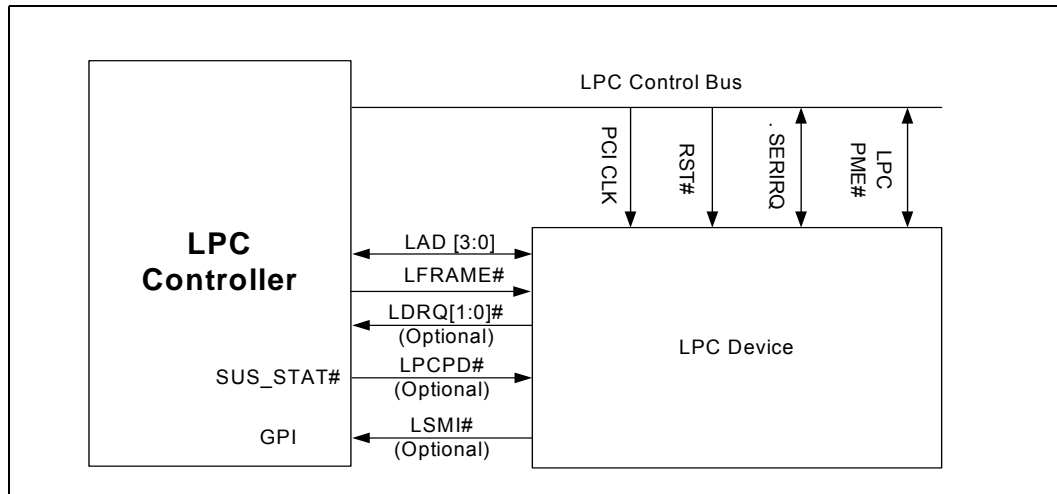 LPC Control Bus
PCI CLK
RST#
.SERIRQ
LPC
PME#
LPC
Controller
LAD [3:0]
LFRAME#
LDRQ[1:0]#
(Optional)
LPC Device
SUS_STAT#
LPCPD#
(Optional)
GPI
LSMI#
(Optional)